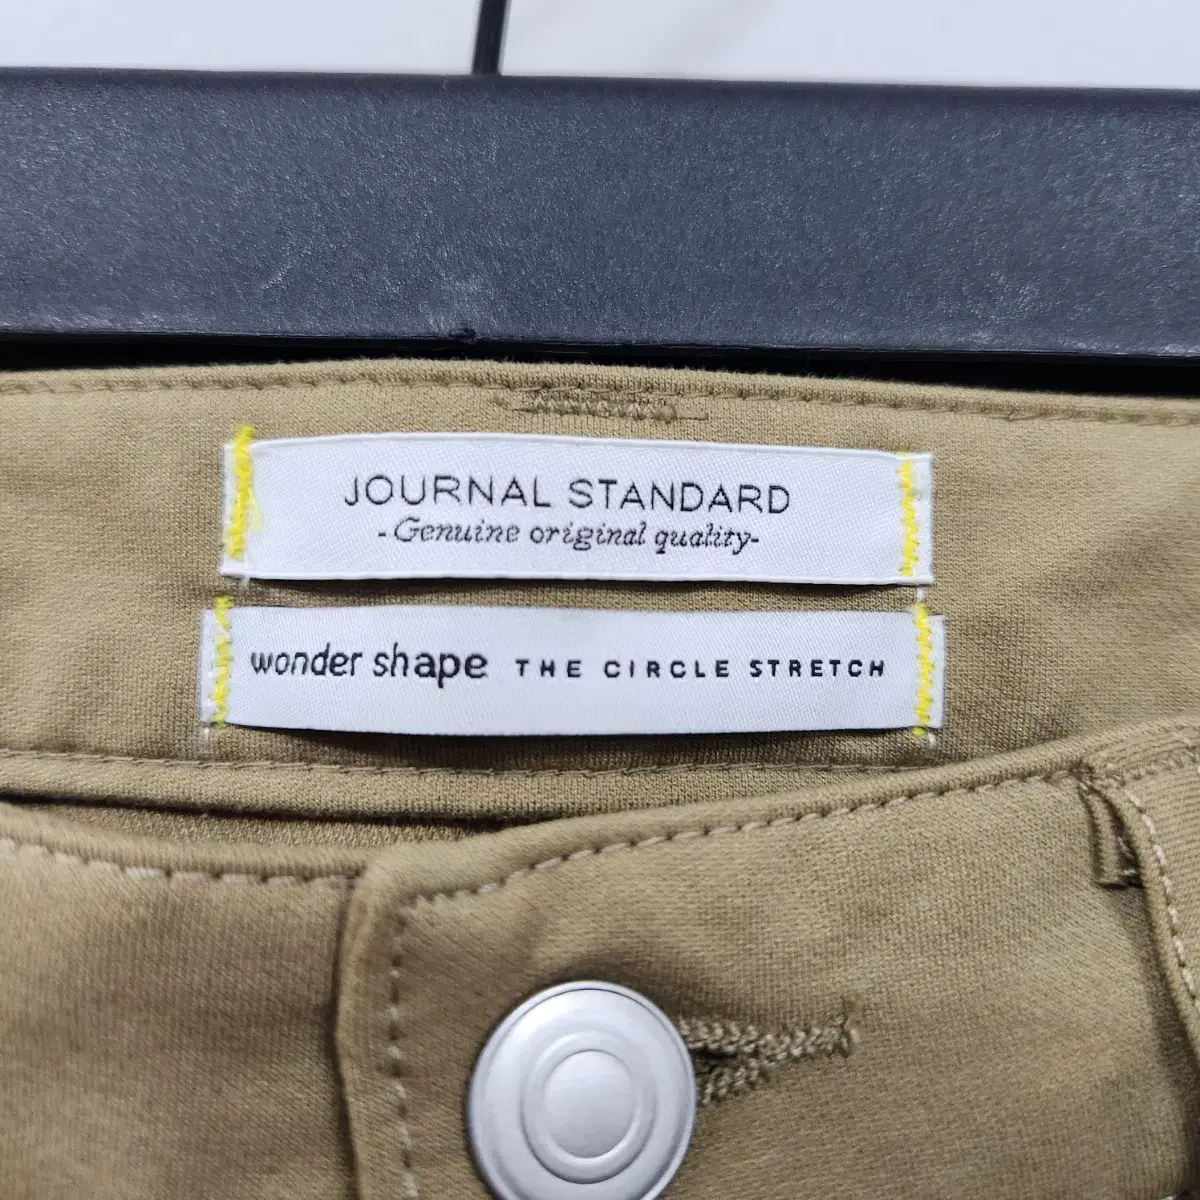 JOURNAL STANDARD
-Genuine original quality-
wonder shape THE CIRCLE STRETCH